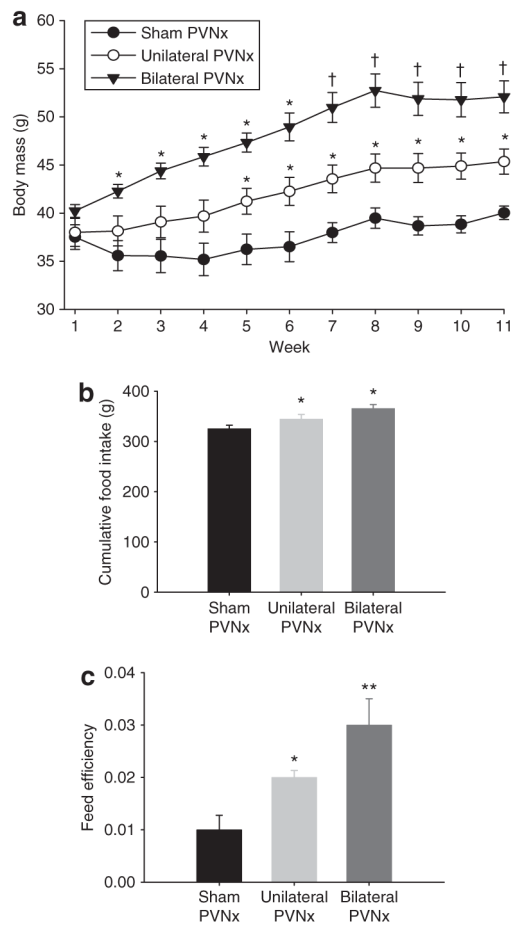 a
60
55
50
45
40
35
30
Body mass (g)
Sham PVNx
Unilateral PVNx
Bilateral PVNx
* * * * * † † † † †
* * * * * * *
1 2 3 4 5 6 7 8 9 10 11
Week
b
400
300
200
100
0
Cumulative food intake (g)
* *
Sham PVNx
Unilateral PVNx
Bilateral PVNx
c
0.04
0.03
0.02
0.01
0.00
Feed efficiency
* **
Sham PVNx
Unilateral PVNx
Bilateral PVNx